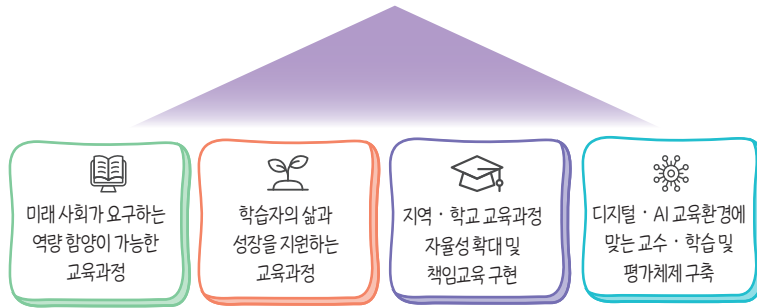 미래 사회가 요구하는
역량 함양이 가능한
교육과정
학습자의 삶과
성장을 지원하는
교육과정
지역 · 학교 교육과정
자율성 확대 및
책임교육 구현
디지털 · AI 교육환경에
맞는 교수 · 학습 및
평가체제 구축